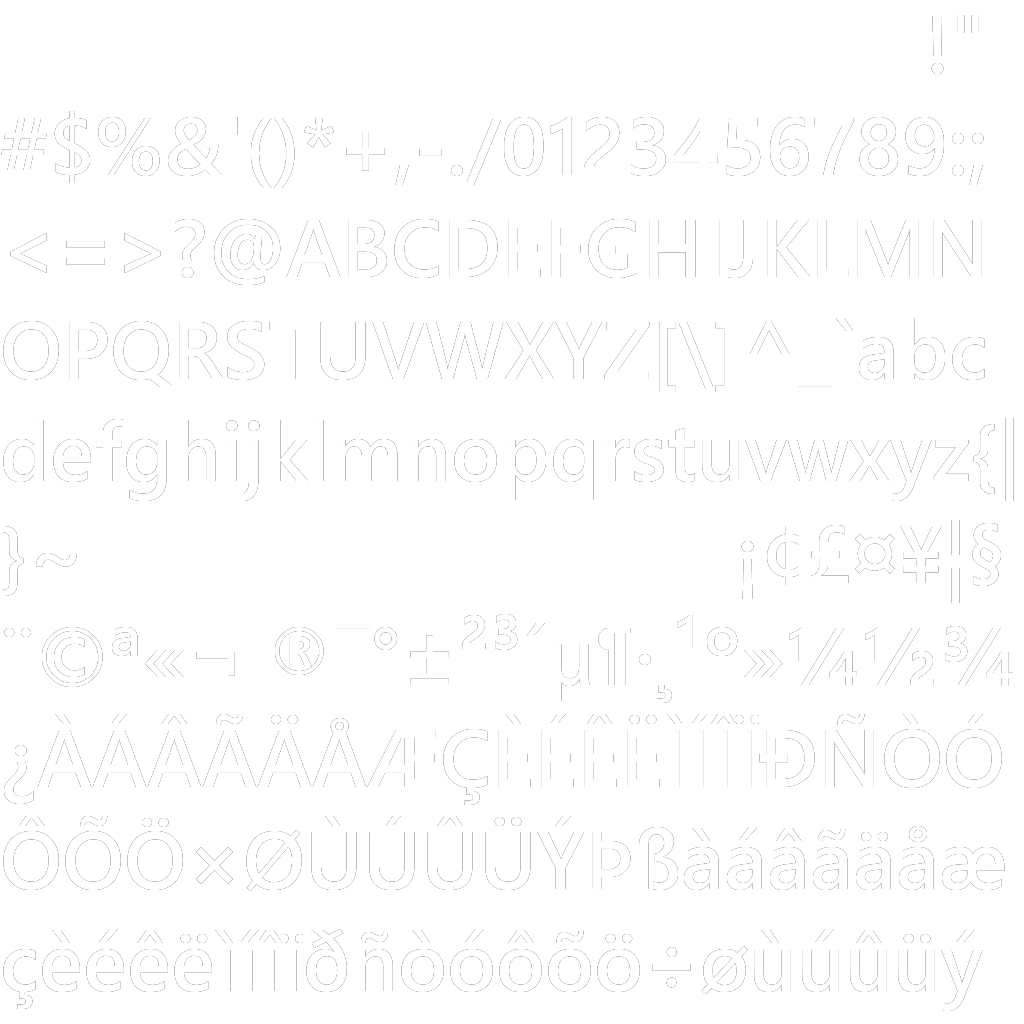 !"
#$%&'()*+,-./0123456789:;
<=>?@ABCDEFGHIJKLMN
OPQRSTUVWXYZ[\]^_`abc
defghijklmnopqrstuvwxyz{|
}~ ¡¢£¤¥¦§
¨©ª«¬ ®¯°±²³´µ¶·¸¹º»¼½¾
¿ÀÁÂÃÄÅÆÇÈÉÊËÌÍÎÏÐÑÒÓ
ÔÕÖ×ØÙÚÛÜÝÞßàáâãäåæ
çèéêëìíîïðñòóôõö÷øùúûüý